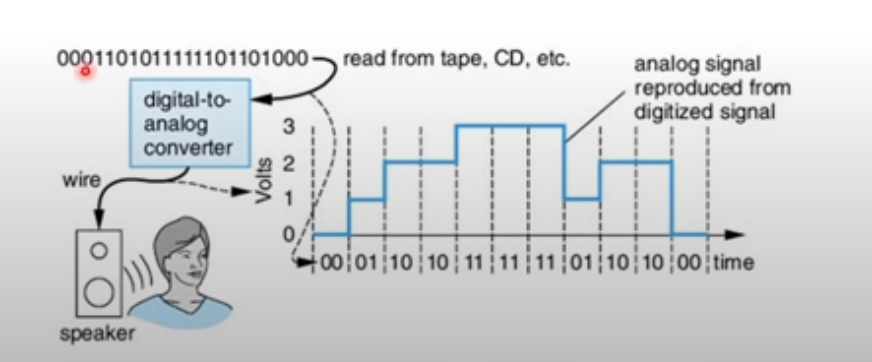 0001101011111101101000 read from tape, CD, etc.
analog signal
reproduced from
digitized signal
digital-to-
analog
converter
wire
Volts
3
2
1
0
00 01 10 10 11 11 11 01 10 10 00 time
speaker